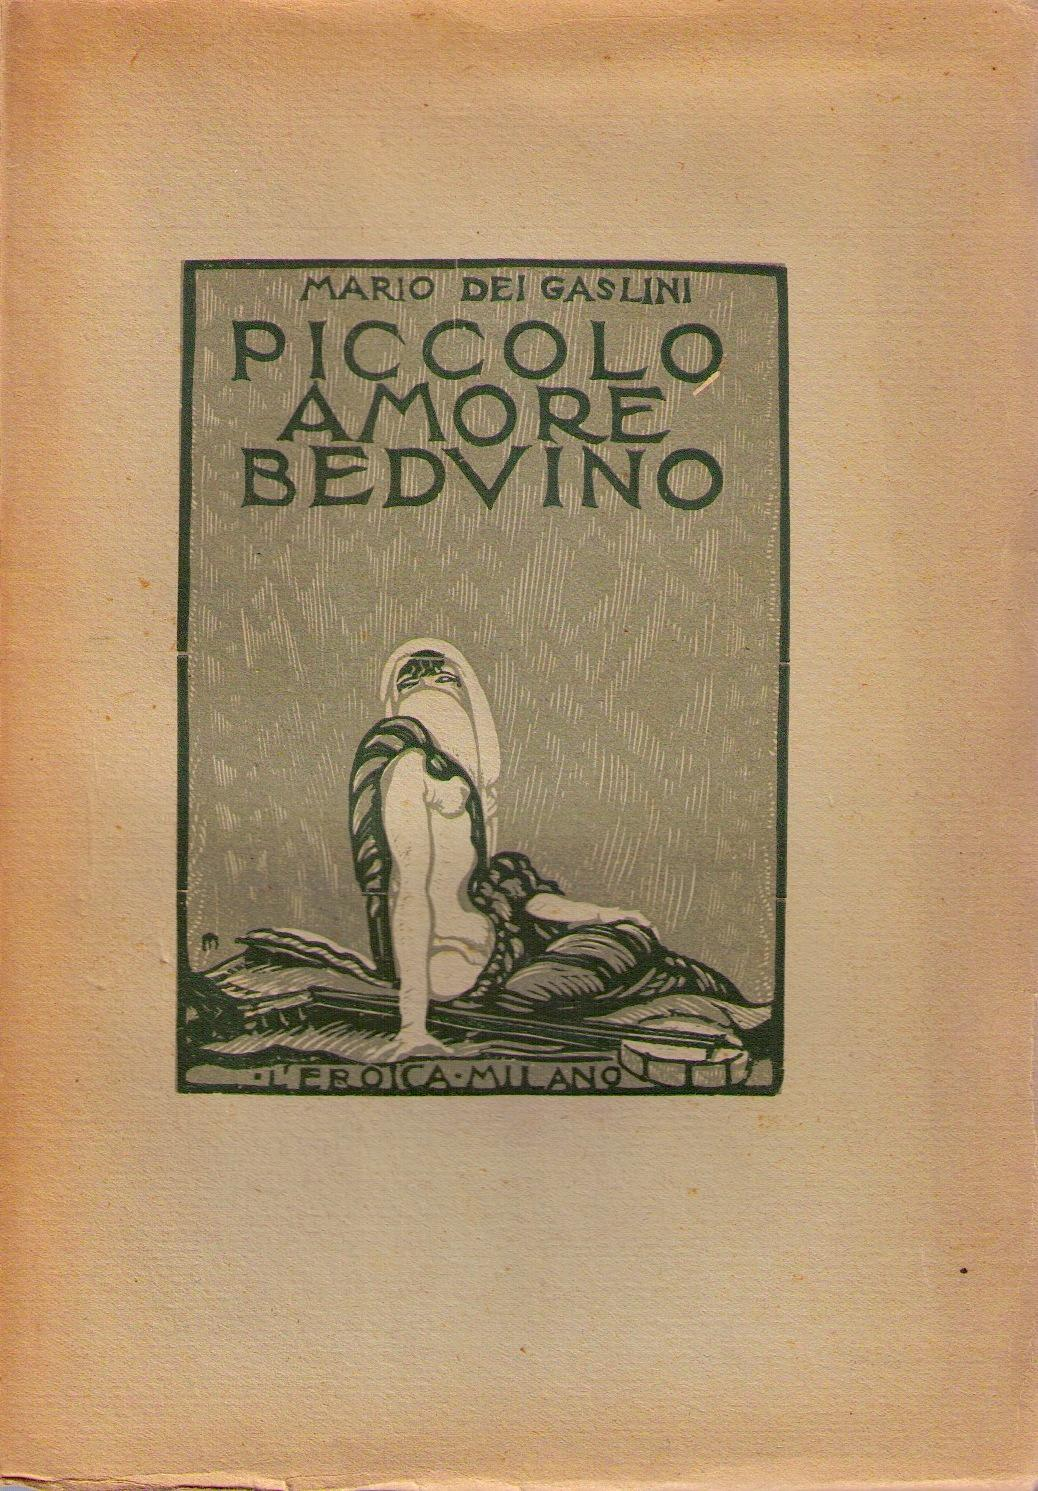 MARIO DEI GASLINI
PICCOLO
AMORE
BEDVINO
·L'EROICA·MILANO